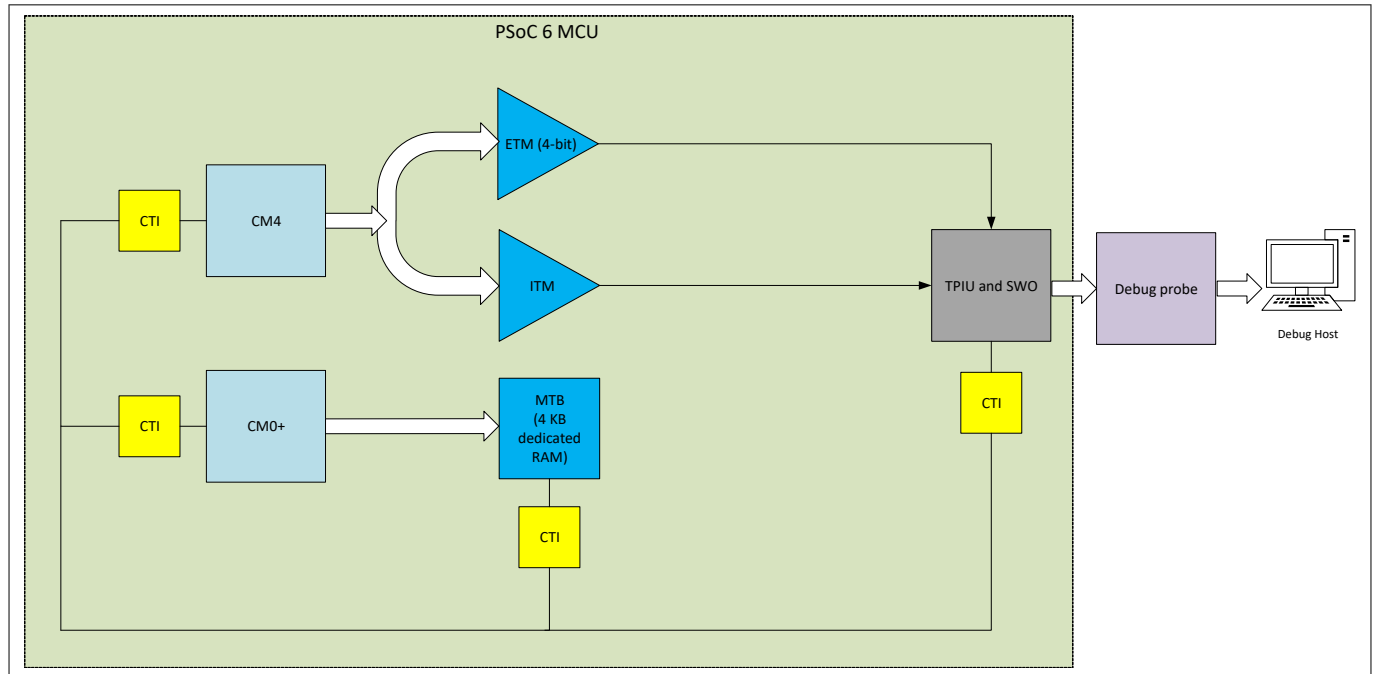 PSoC 6 MCU
ETM (4-bit)
CTI
CM4
ITM
TPIU and SWO
Debug probe
Debug Host
CTI
CM0+
MTB
(4 KB
dedicated
RAM)
CTI
CTI